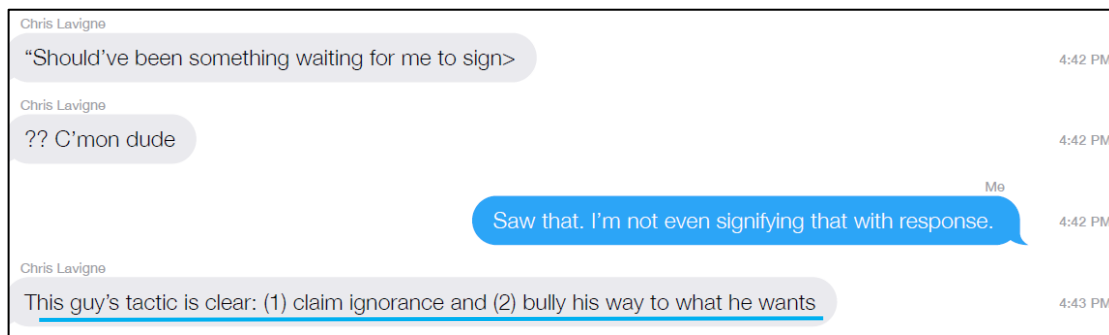 Chris Lavigne
“Should’ve been something waiting for me to sign>
4:42 PM
Chris Lavigne
?? C’mon dude
4:42 PM
Me
Saw that. I’m not even signifying that with response.
4:42 PM
Chris Lavigne
This guy’s tactic is clear: (1) claim ignorance and (2) bully his way to what he wants
4:43 PM